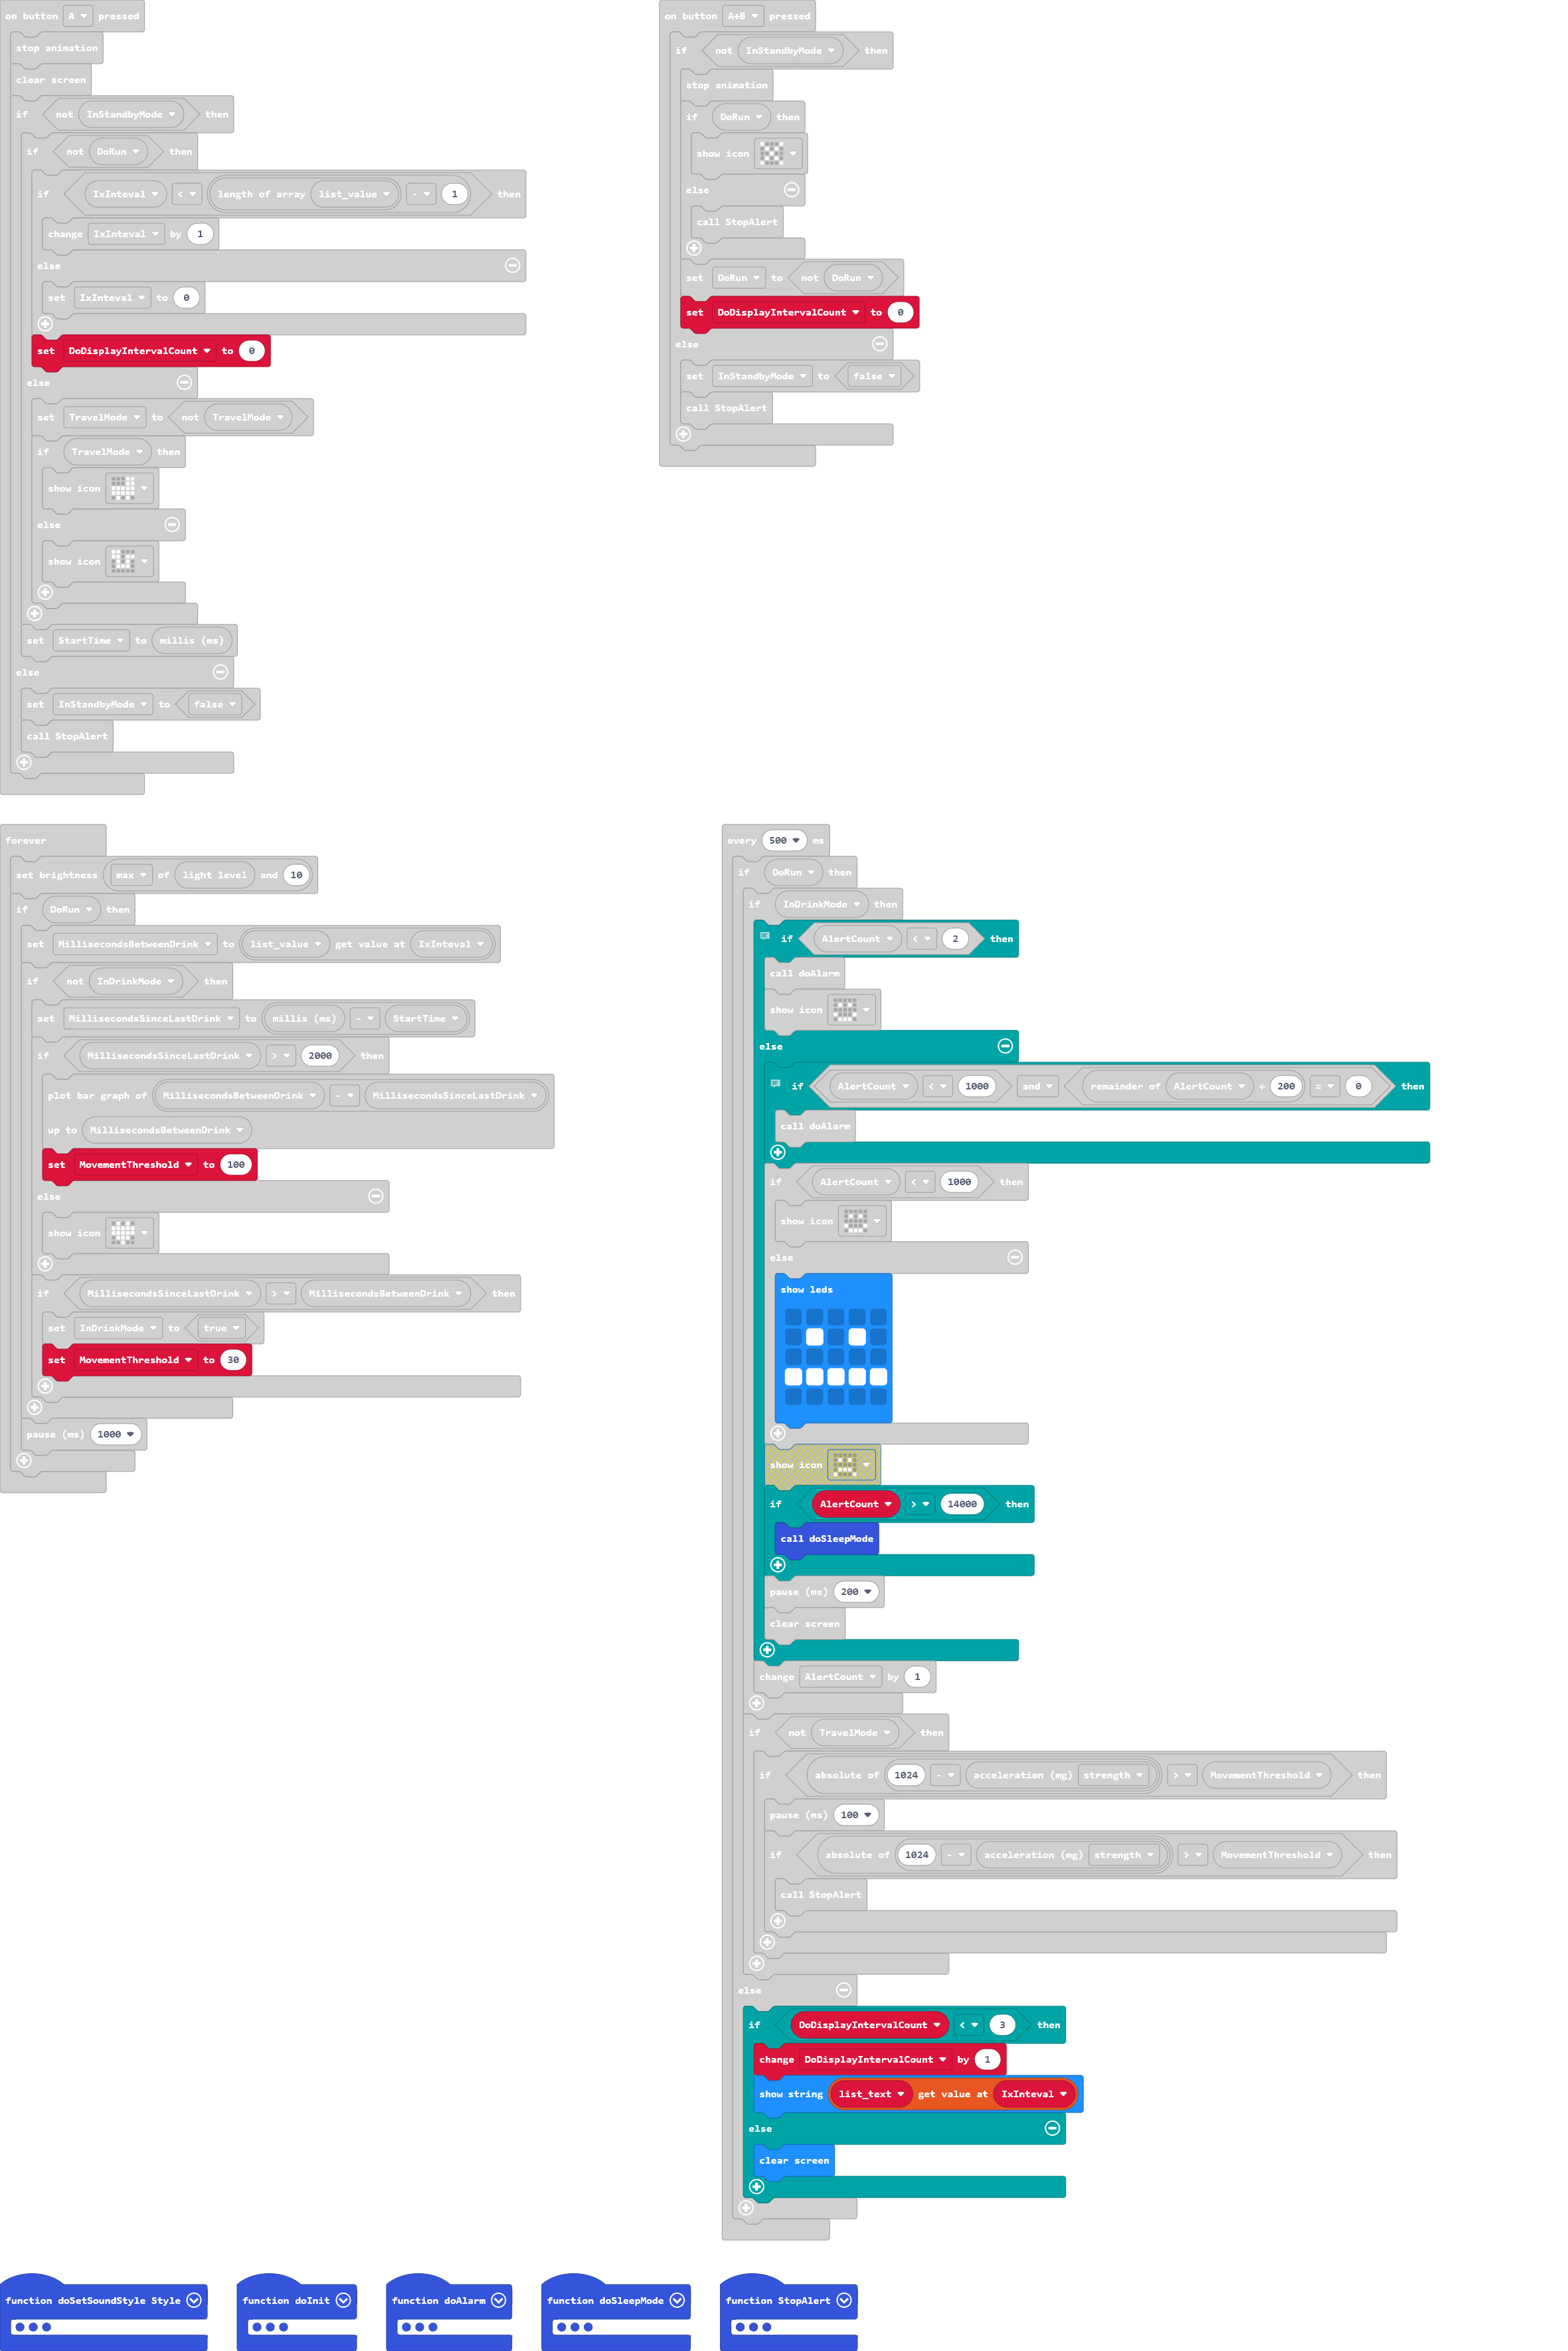 on button A pressed
stop animation
clear screen
if not InStandbyMode then
if not DoRun then
if IxInteval < length of array list_value - 1 then
change IxInteval by 1
else
set IxInteval to 0
set DoDisplayIntervalCount to 0
else
set TravelMode to not TravelMode
if TravelMode then
show icon
else
show icon
set StartTime to millis (ms)
else
set InStandbyMode to false
call StopAlert
on button A+B pressed
if not InStandbyMode then
stop animation
if DoRun then
show icon
else
call StopAlert
set DoRun to not DoRun
set DoDisplayIntervalCount to 0
else
set InStandbyMode to false
call StopAlert
forever
set brightness max of light level and 10
if DoRun then
set MillisecondsBetweenDrink to list_value get value at IxInteval
if not InDrinkMode then
set MillisecondsSinceLastDrink to millis (ms) - StartTime
if MillisecondsSinceLastDrink > 2000 then
plot bar graph of MillisecondsBetweenDrink - MillisecondsSinceLastDrink
up to MillisecondsBetweenDrink
set MovementThreshold to 100
else
show icon
if MillisecondsSinceLastDrink > MillisecondsBetweenDrink then
set InDrinkMode to true
set MovementThreshold to 30
pause (ms) 1000
every 500 ms
if DoRun then
if InDrinkMode then
if AlertCount < 2 then
call doAlarm
show icon
else
if AlertCount < 1000 and remainder of AlertCount ÷ 200 = 0 then
call doAlarm
if AlertCount < 1000 then
show icon
else
show leds
show icon
if AlertCount > 14000 then
call doSleepMode
pause (ms) 200
clear screen
change AlertCount by 1
if not TravelMode then
if absolute of 1024 - acceleration (mg) strength > MovementThreshold then
pause (ms) 100
if absolute of 1024 - acceleration (mg) strength > MovementThreshold then
call StopAlert
else
if DoDisplayIntervalCount < 3 then
change DoDisplayIntervalCount by 1
show string list_text get value at IxInteval
else
clear screen
function doSetSoundStyle Style
function doInit
function doAlarm
function doSleepMode
function StopAlert